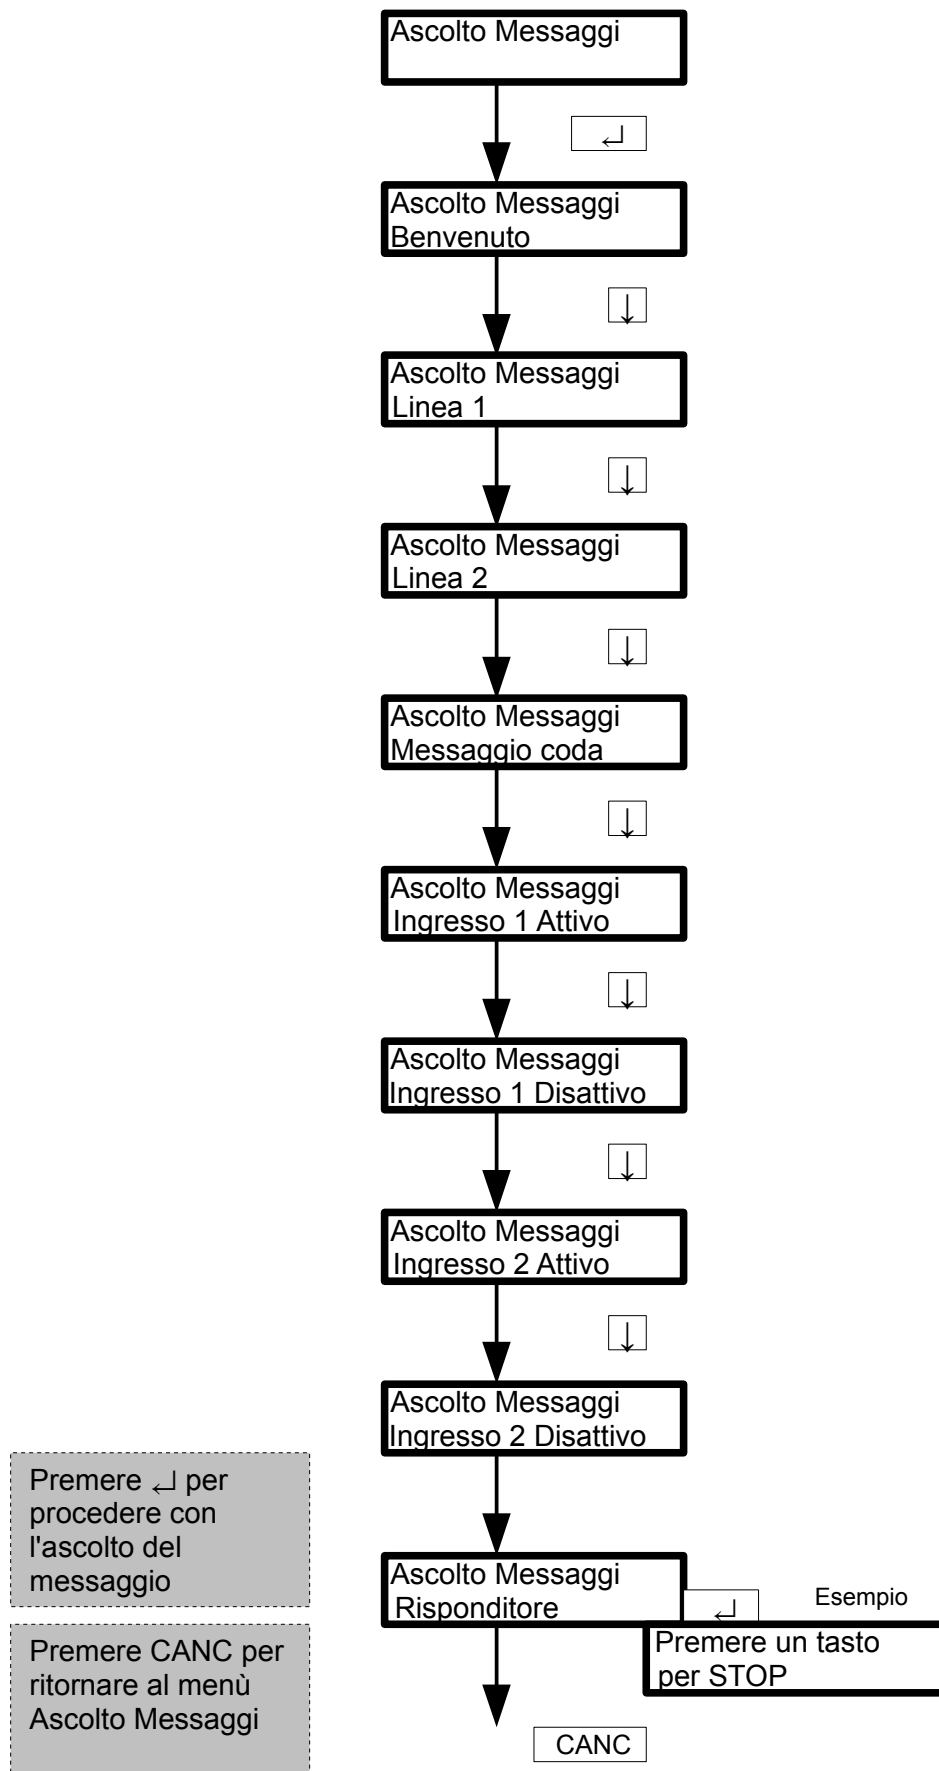 Ascolto Messaggi
↵
Ascolto Messaggi
Benvenuto
↓
Ascolto Messaggi
Linea 1
↓
Ascolto Messaggi
Linea 2
↓
Ascolto Messaggi
Messaggio coda
↓
Ascolto Messaggi
Ingresso 1 Attivo
↓
Ascolto Messaggi
Ingresso 1 Disattivo
↓
Ascolto Messaggi
Ingresso 2 Attivo
↓
Ascolto Messaggi
Ingresso 2 Disattivo
Premere ↵ per
procedere con
l'ascolto del
messaggio
Ascolto Messaggi
Risponditore
↵
Esempio
Premere un tasto
per STOP
Premere CANC per
ritornare al menù
Ascolto Messaggi
CANC